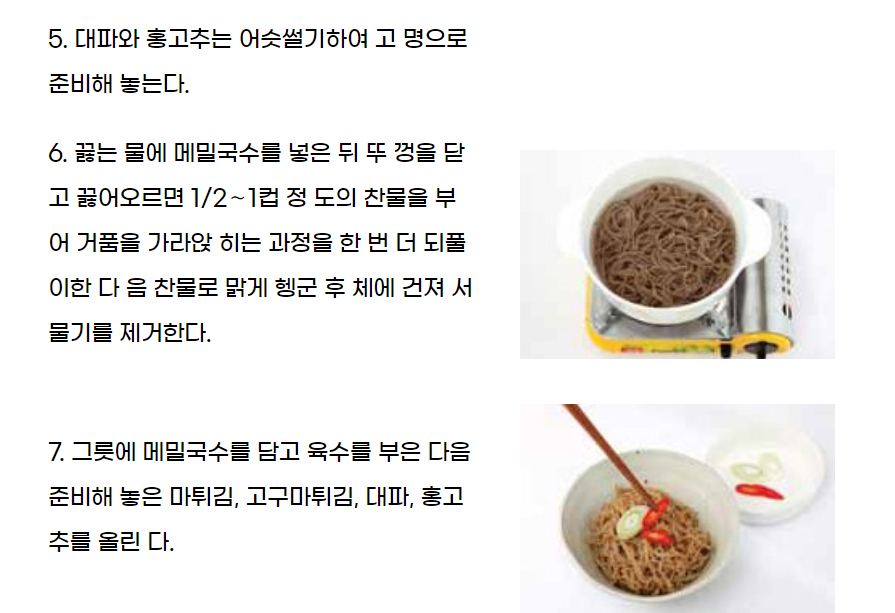 5. 대파와 홍고추는 어슷썰기하여 고 명으로
준비해 놓는다.
6. 끓는 물에 메밀국수를 넣은 뒤 뚜 껑을 닫
고 끓어오르면 1/2~1컵 정 도의 찬물을 부
어 거품을 가라앉 히는 과정을 한 번 더 되풀
이한 다 음 찬물로 맑게 헹군 후 체에 건져 서
물기를 제거한다.
7. 그릇에 메밀국수를 담고 육수를 부은 다음
준비해 놓은 마튀김, 고구마튀김, 대파, 홍고
추를 올린 다.